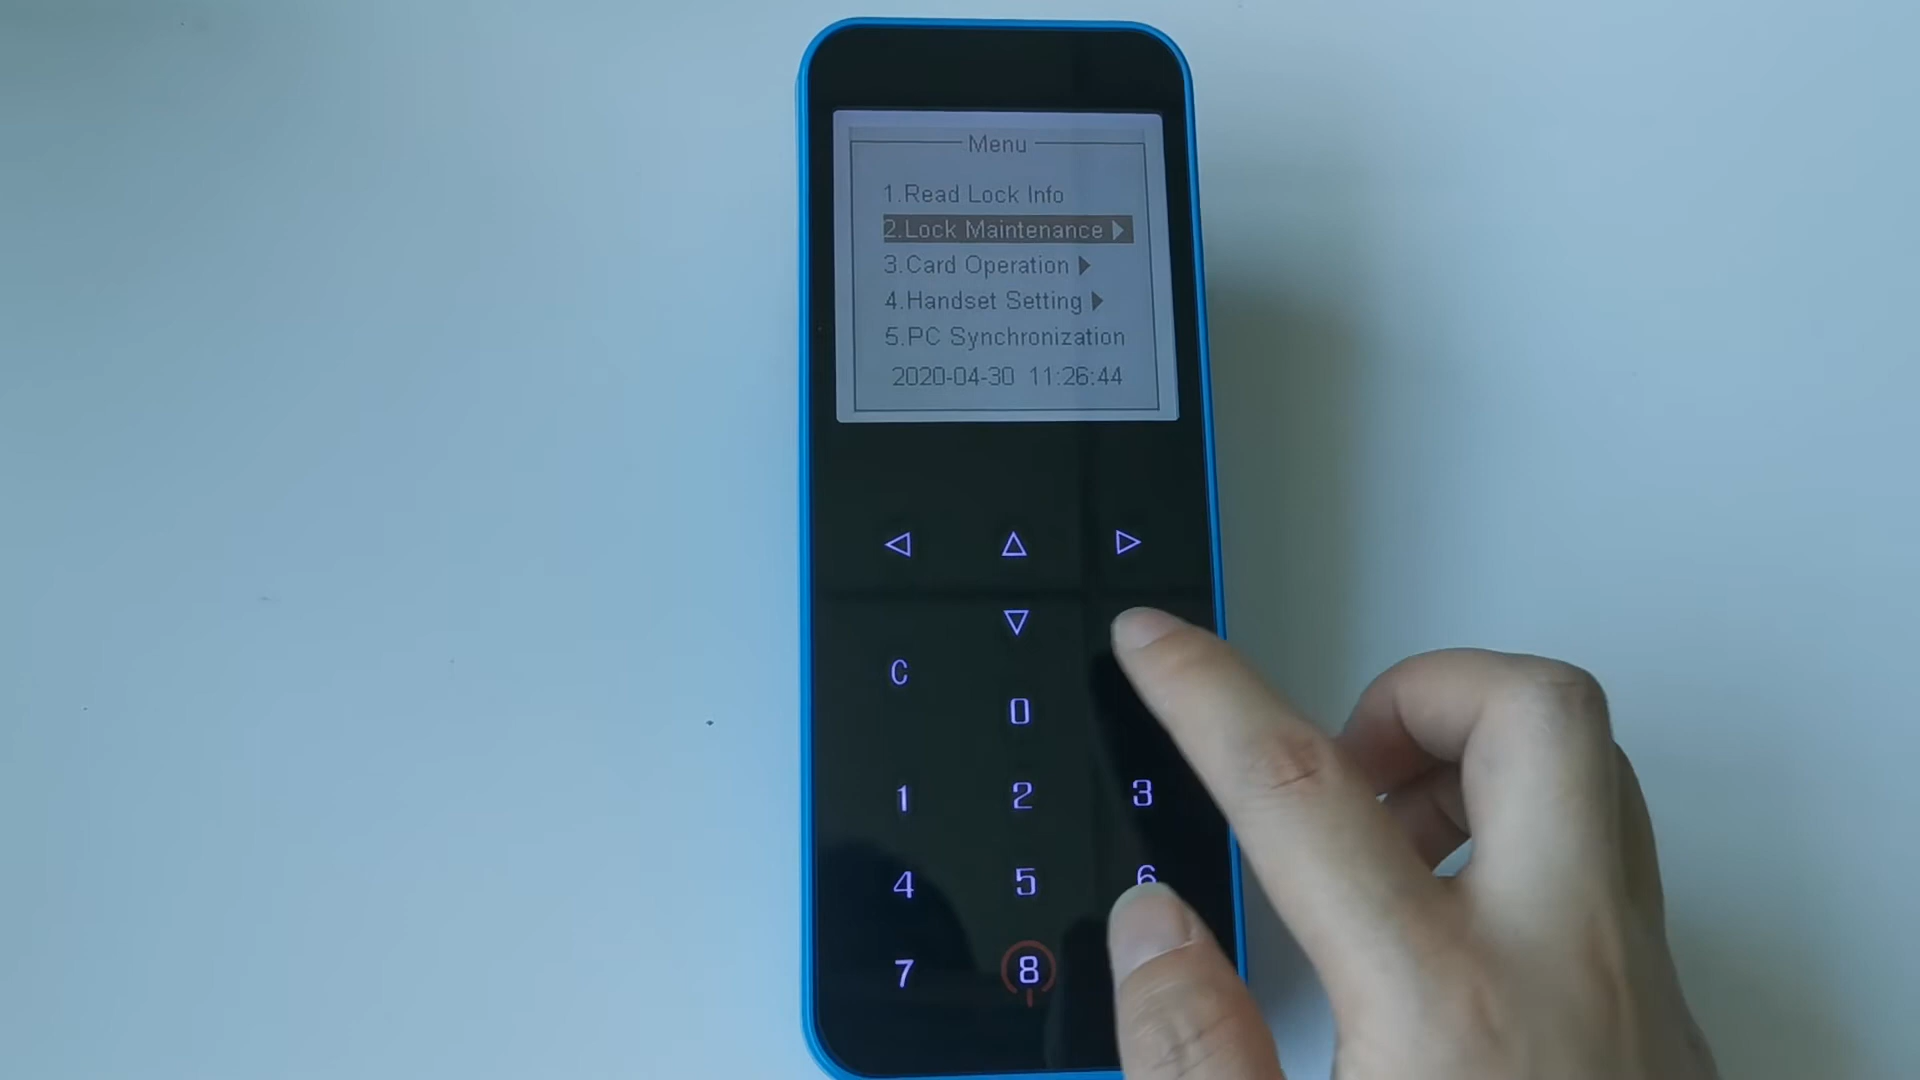 Menu
1.Read Lock Info
2.Lock Maintenance
3.Card Operation
4.Handset Setting
5.PC Synchronization
2020-04-30 11:26:44
C
0
1 2 3
4 5 6
7 8